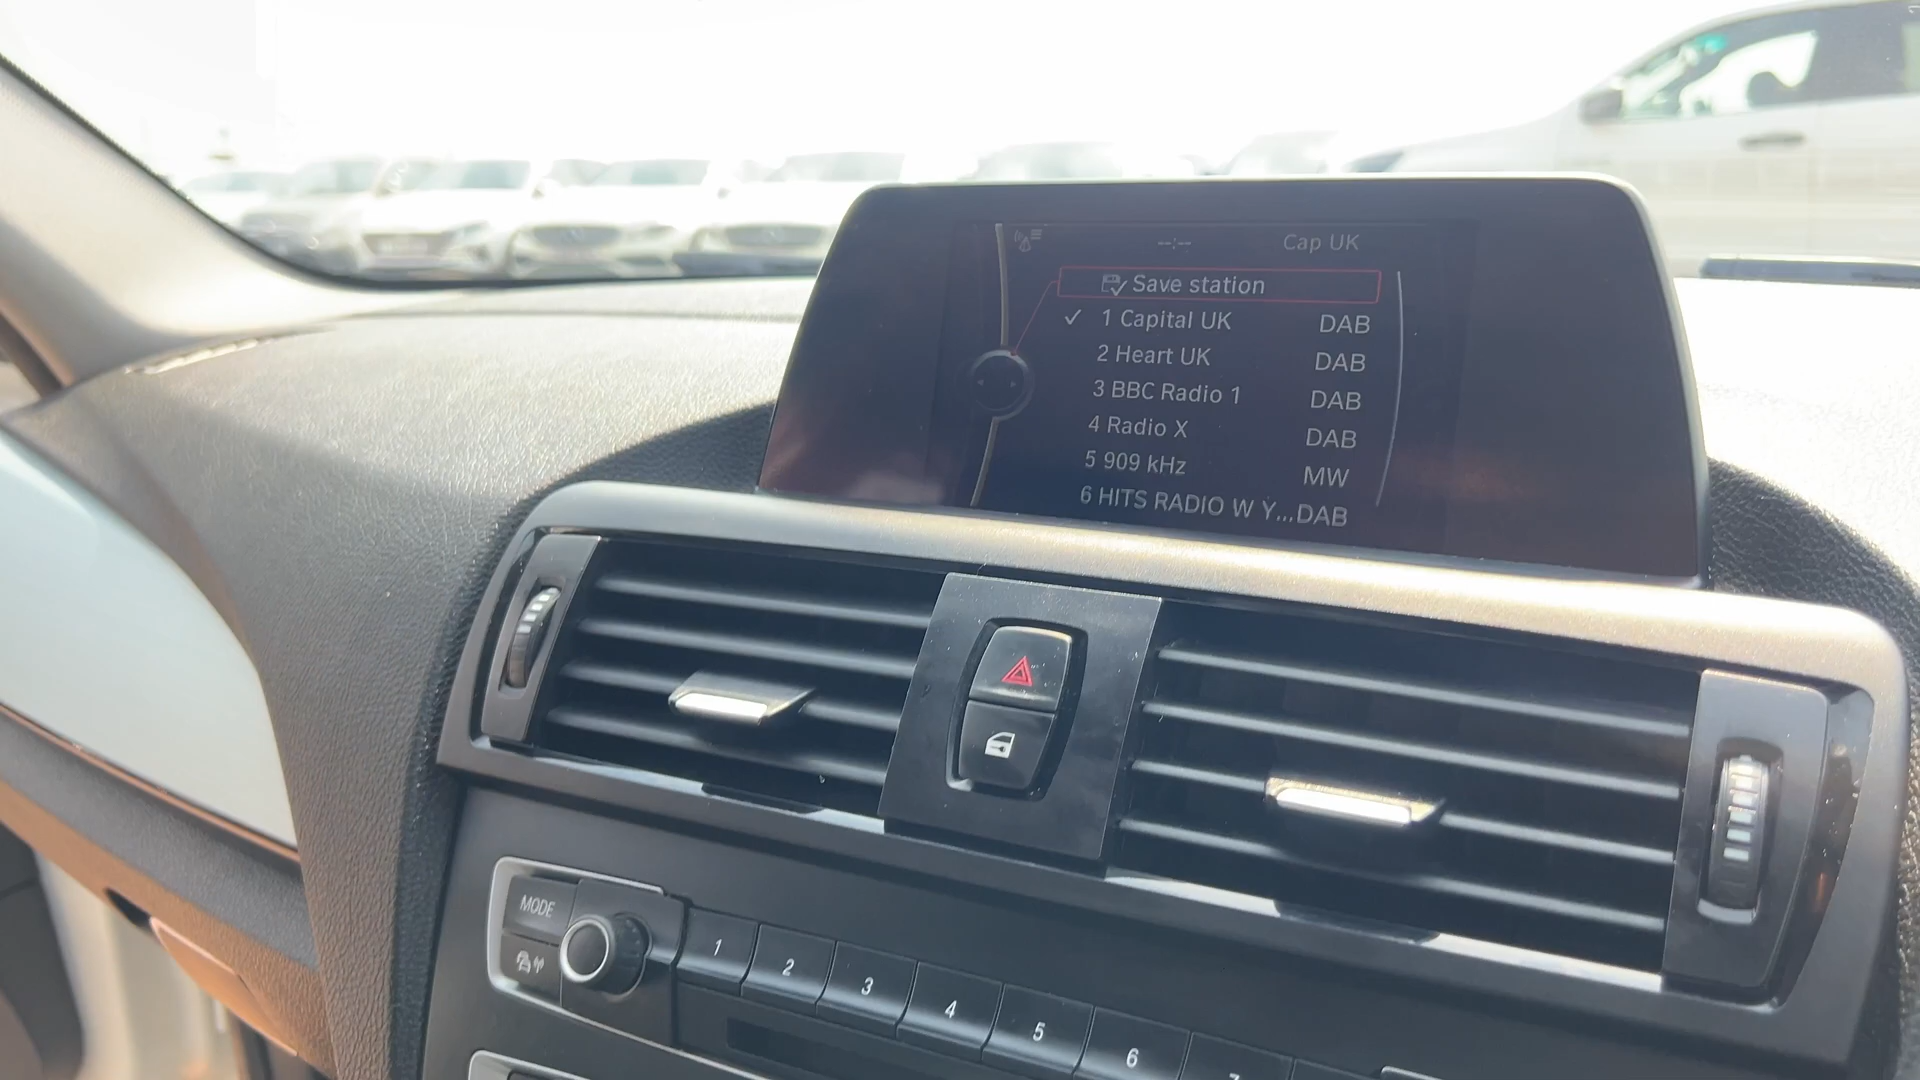 --:-- Cap UK
Save station
1 Capital UK DAB
2 Heart UK DAB
3 BBC Radio 1 DAB
4 Radio X DAB
5 909 kHz MW
6 HITS RADIO W Y...DAB
MODE
1 2 3 4 5 6 7